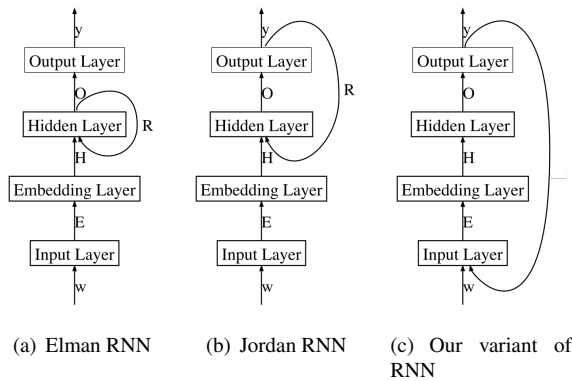 y
Output Layer
O
Hidden Layer
R
H
Embedding Layer
E
Input Layer
w
(a) Elman RNN
y
Output Layer
R
O
Hidden Layer
H
Embedding Layer
E
Input Layer
w
(b) Jordan RNN
y
Output Layer
O
Hidden Layer
H
Embedding Layer
E
Input Layer
w
(c) Our variant of
RNN